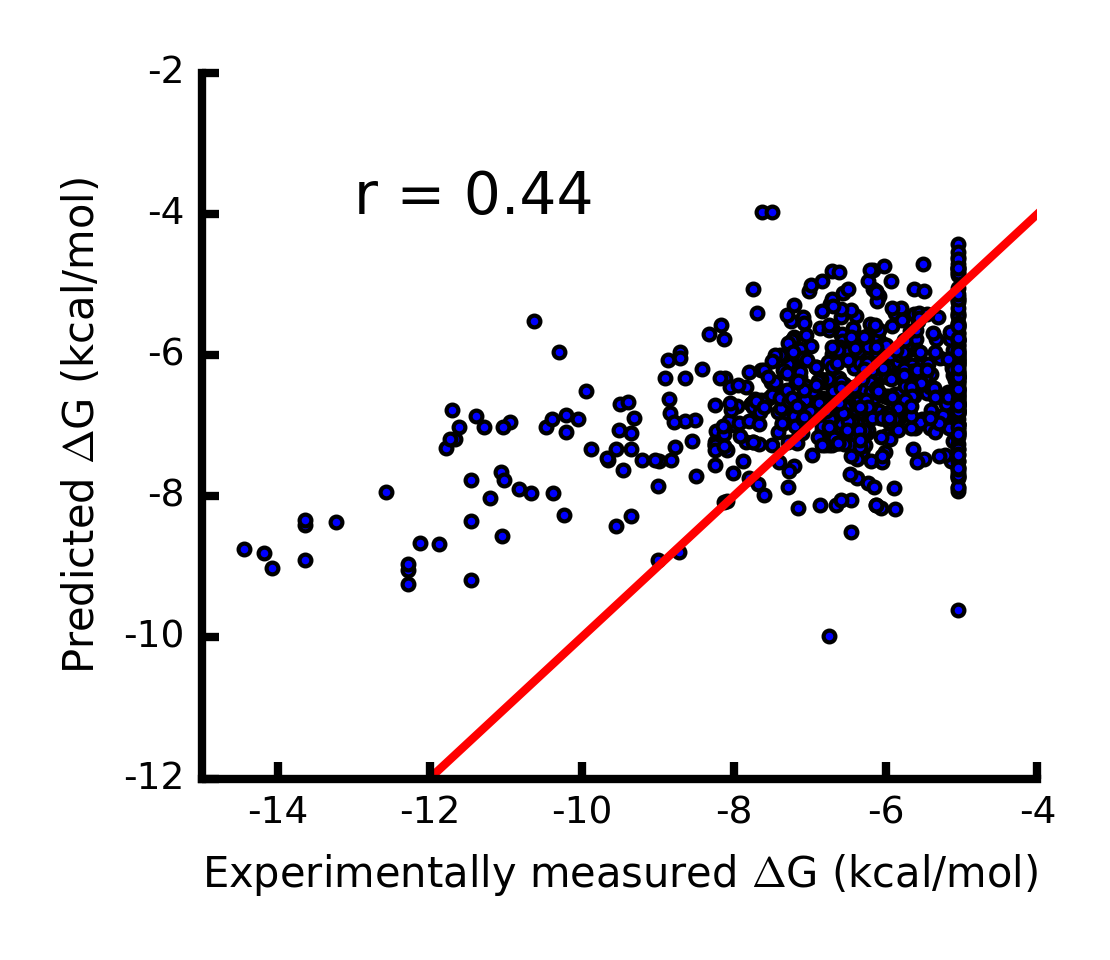 -2
r = 0.44
-4
-6
-8
-10
-12
Predicted ΔG (kcal/mol)
-14 -12 -10 -8 -6 -4
Experimentally measured ΔG (kcal/mol)